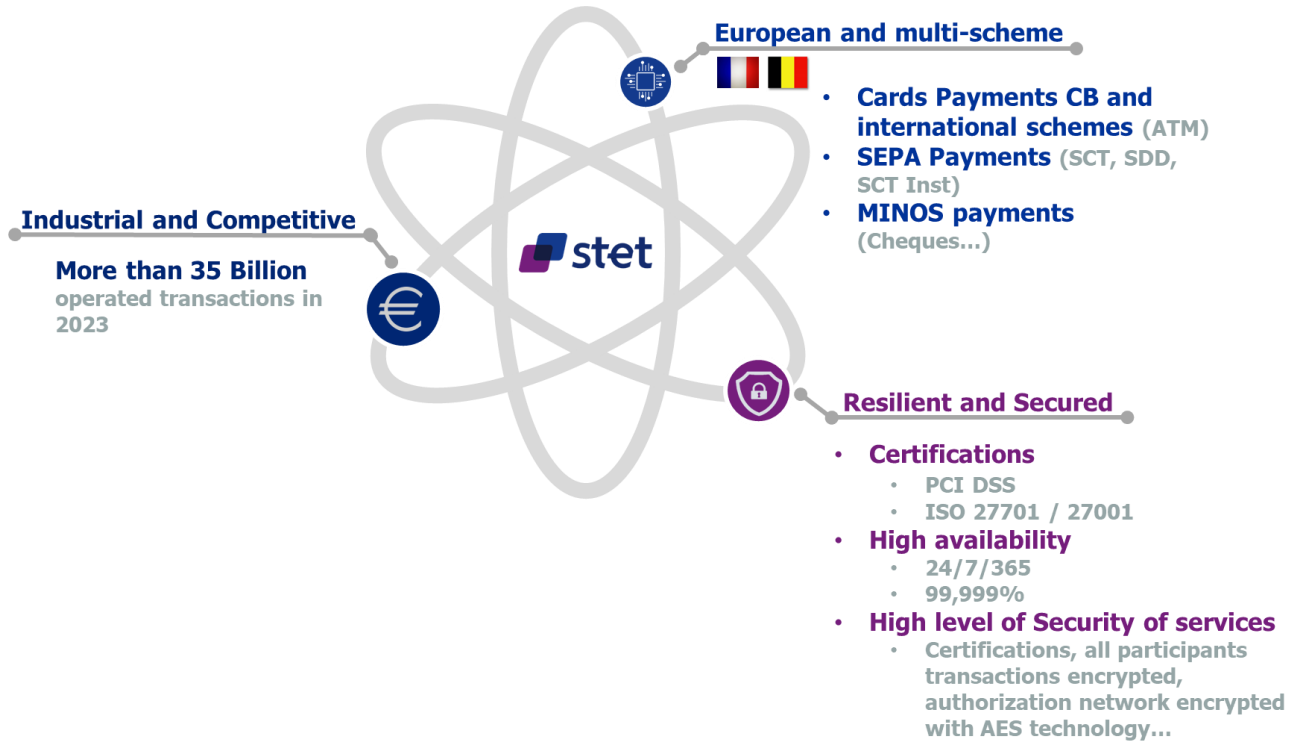 European and multi-scheme
• Cards Payments CB and
international schemes (ATM)
• SEPA Payments (SCT, SDD,
SCT Inst)
• MINOS payments
(Cheques...)
Industrial and Competitive
More than 35 Billion
operated transactions in
2023
€
stet
Resilient and Secured
• Certifications
• PCI DSS
• ISO 27701 / 27001
• High availability
• 24/7/365
• 99,999%
• High level of Security of services
• Certifications, all participants
transactions encrypted,
authorization network encrypted
with AES technology...